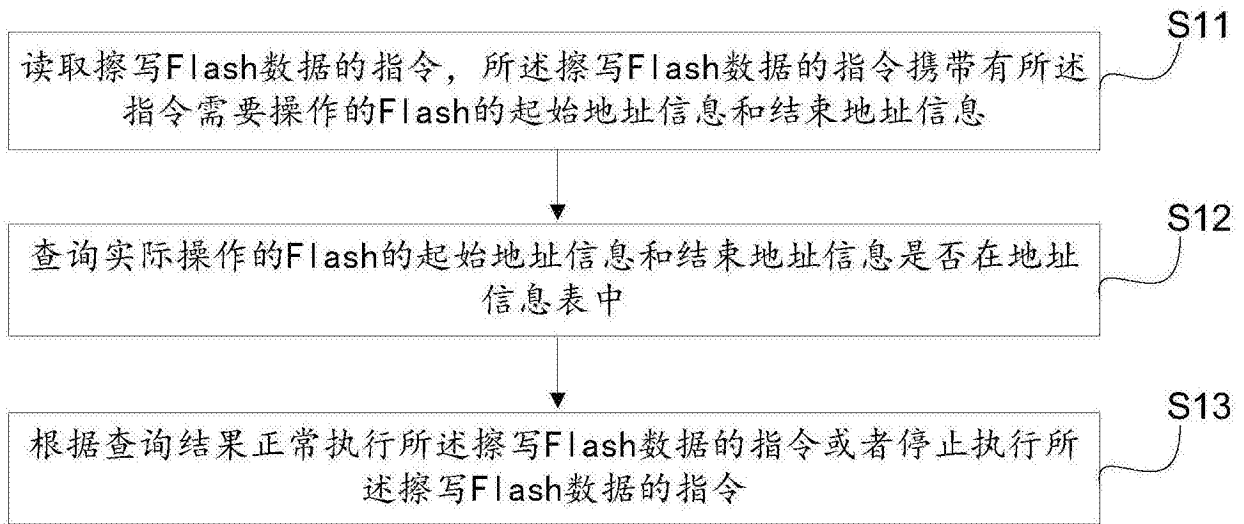 S11
读取擦写Flash数据的指令，所述擦写Flash数据的指令携带有所述
指令需要操作的Flash的起始地址信息和结束地址信息
S12
查询实际操作的Flash的起始地址信息和结束地址信息是否在地址
信息表中
S13
根据查询结果正常执行所述擦写Flash数据的指令或者停止执行所
述擦写Flash数据的指令